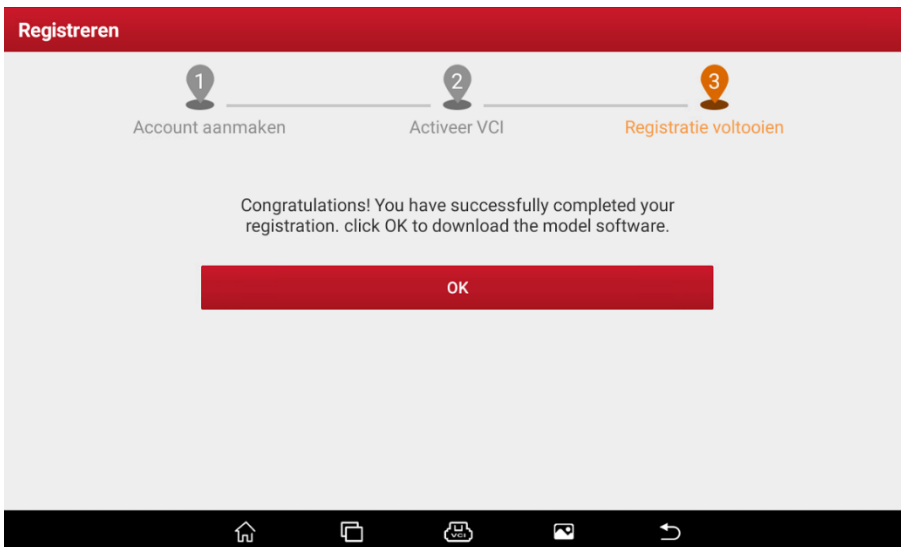 Registreren
1
2
3
Account aanmaken
Activeer VCI
Registratie voltooien
Congratulations! You have successfully completed your
registration. click OK to download the model software.
OK
VCI